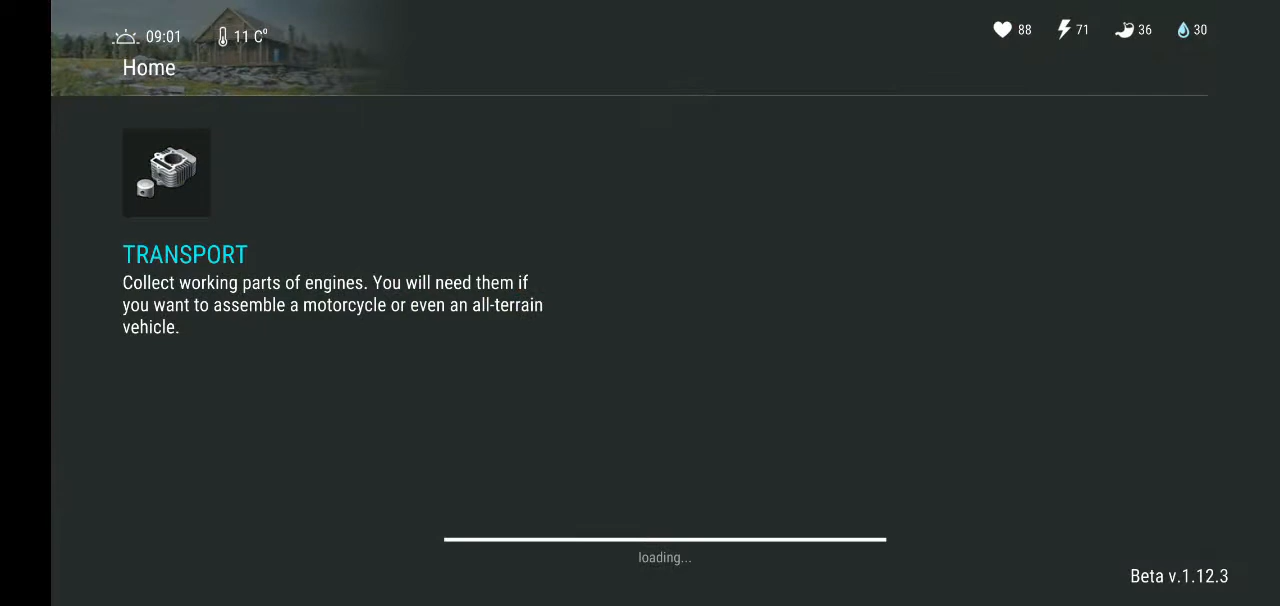 09:01 11 C° 88 71 36 30
Home
TRANSPORT
Collect working parts of engines. You will need them if
you want to assemble a motorcycle or even an all-terrain
vehicle.
loading...
Beta v.1.12.3